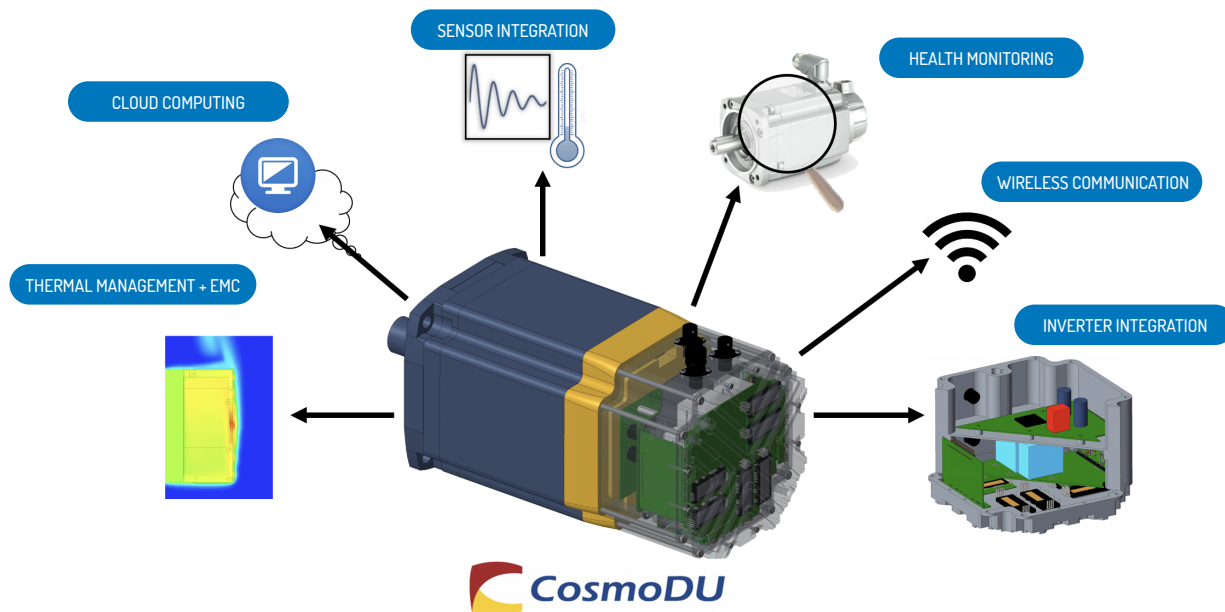 SENSOR INTEGRATION
HEALTH MONITORING
CLOUD COMPUTING
WIRELESS COMMUNICATION
THERMAL MANAGEMENT + EMC
INVERTER INTEGRATION
CosmoDU